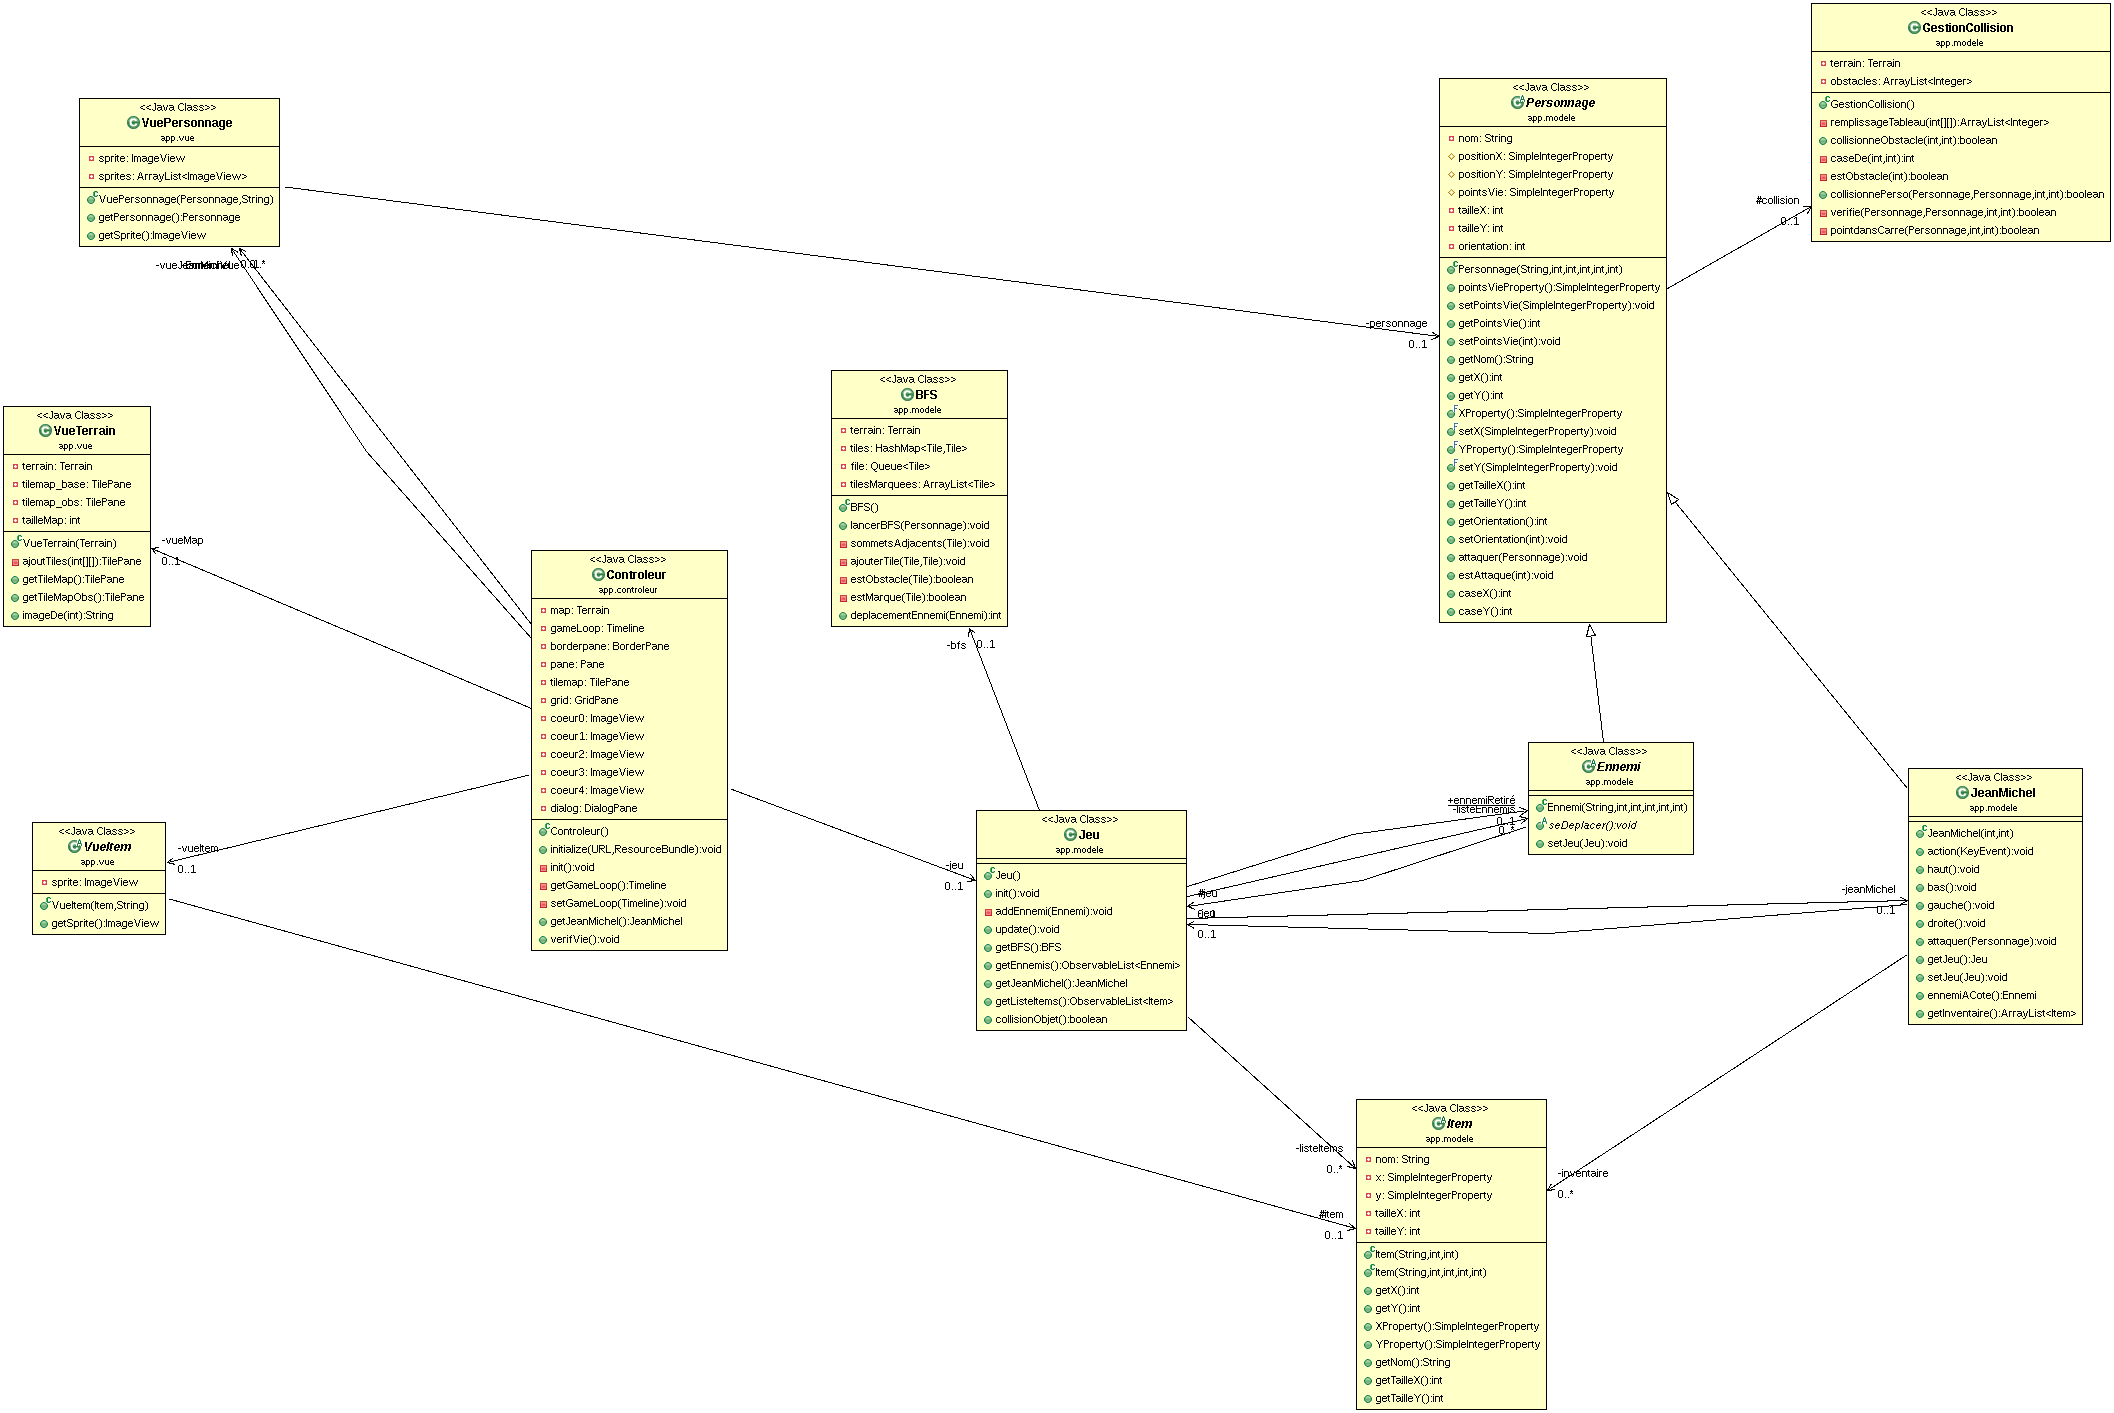 <<Java Class>>
GestionCollision
app.modele
terrain: Terrain
obstacles: ArrayList<Integer>
GestionCollision()
remplissageTableau(int[][]):ArrayList<Integer>
collisionneObstacle(int,int):boolean
caseDe(int,int):int
estObstacle(int):boolean
collisionnePerso(Personnage,Personnage,int,int):boolean
verifie(Personnage,Personnage,int,int):boolean
pointdansCarre(Personnage,int,int):boolean
#collision
0..1
<<Java Class>>
Personnage
app.modele
nom: String
positionX: SimpleIntegerProperty
positionY: SimpleIntegerProperty
pointsVie: SimpleIntegerProperty
tailleX: int
tailleY: int
orientation: int
Personnage(String,int,int,int,int,int)
pointsVieProperty():SimpleIntegerProperty
setPointsVie(SimpleIntegerProperty):void
getPointsVie():int
setPointsVie(int):void
getNom():String
getX():int
getY():int
XProperty():SimpleIntegerProperty
setX(SimpleIntegerProperty):void
YProperty():SimpleIntegerProperty
setY(SimpleIntegerProperty):void
getTailleX():int
getTailleY():int
getOrientation():int
setOrientation(int):void
attaquer(Personnage):void
estAttaque(int):void
caseX():int
caseY():int
-personnage
0..1
<<Java Class>>
VuePersonnage
app.vue
sprite: ImageView
sprites: ArrayList<ImageView>
VuePersonnage(Personnage,String)
getPersonnage():Personnage
getSprite():ImageView
<<Java Class>>
VueTerrain
app.vue
terrain: Terrain
tilemap_base: TilePane
tilemap_obs: TilePane
tailleMap: int
VueTerrain(Terrain)
ajoutTiles(int[][]):TilePane
getTileMap():TilePane
getTileMapObs():TilePane
imageDe(int):String
-vueMap
0..1
<<Java Class>>
BFS
app.modele
terrain: Terrain
tiles: HashMap<Tile,Tile>
file: Queue<Tile>
tilesMarquees: ArrayList<Tile>
BFS()
lancerBFS(Personnage):void
sommetsAdjacents(Tile):void
ajouterTile(Tile,Tile):void
estObstacle(Tile):boolean
estMarque(Tile):boolean
deplacementEnnemi(Ennemi):int
-bfs
0..1
<<Java Class>>
Controleur
app.controleur
map: Terrain
gameLoop: Timeline
borderpane: BorderPane
pane: Pane
tilemap: TilePane
grid: GridPane
coeur0: ImageView
coeur1: ImageView
coeur2: ImageView
coeur3: ImageView
coeur4: ImageView
dialog: DialogPane
Controleur()
initialize(URL,ResourceBundle):void
init():void
getGameLoop():Timeline
setGameLoop(Timeline):void
getJeanMichel():JeanMichel
verifVie():void
<<Java Class>>
VueItem
app.vue
sprite: ImageView
VueItem(Item,String)
getSprite():ImageView
-vueItem
0..1
-jeu
0..1
<<Java Class>>
Jeu
app.modele
Jeu()
init():void
addEnnemi(Ennemi):void
update():void
getBFS():BFS
getEnnemis():ObservableList<Ennemi>
getJeanMichel():JeanMichel
getListeItems():ObservableList<Item>
collisionObjet():boolean
#jeu
0..1
<<Java Class>>
Ennemi
app.modele
Ennemi(String,int,int,int,int,int)
seDeplacer():void
setJeu(Jeu):void
+ennemiRetiré
-listeEnnemis
0..1
0..*
<<Java Class>>
JeanMichel
app.modele
JeanMichel(int,int)
action(KeyEvent):void
haut():void
bas():void
gauche():void
droite():void
attaquer(Personnage):void
getJeu():Jeu
setJeu(Jeu):void
ennemiACote():Ennemi
getInventaire():ArrayList<Item>
-jeanMichel
0..1
<<Java Class>>
Item
app.modele
nom: String
x: SimpleIntegerProperty
y: SimpleIntegerProperty
tailleX: int
tailleY: int
Item(String,int,int)
Item(String,int,int,int,int)
getX():int
getY():int
XProperty():SimpleIntegerProperty
YProperty():SimpleIntegerProperty
getNom():String
getTailleX():int
getTailleY():int
-listeItems
0..*
-inventaire
0..*
#item
0..1